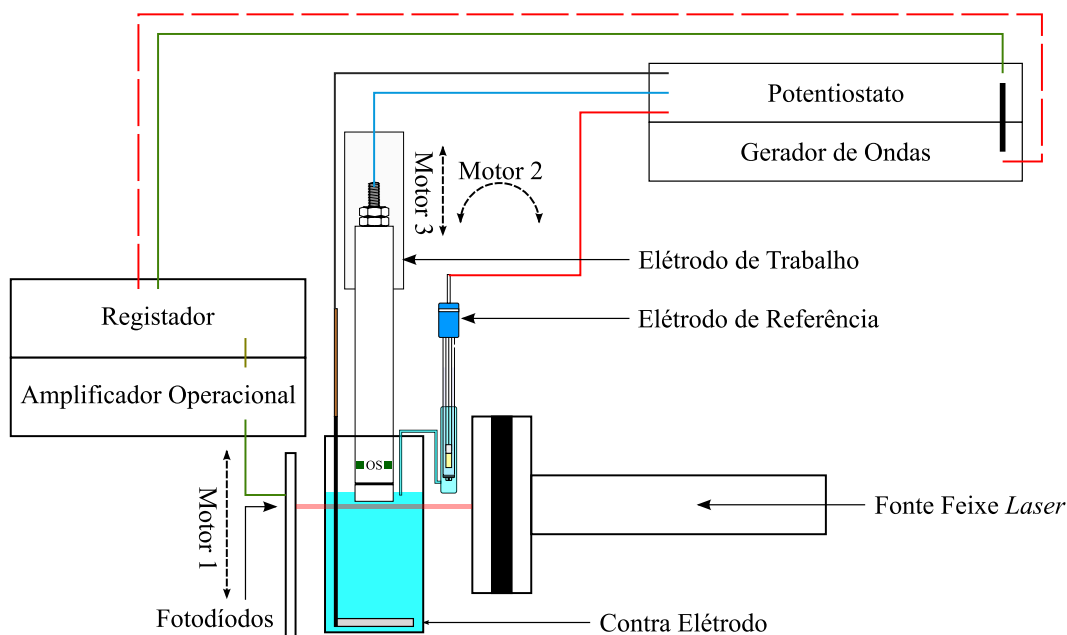 Potentiostato
Gerador de Ondas
Motor 3
Motor 2
Elétrodo de Trabalho
Registador
Elétrodo de Referência
Amplificador Operacional
OS
Motor 1
Fonte Feixe Laser
Fotodíodos
Contra Elétrodo